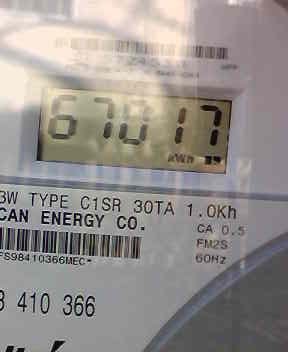 67017
kWh
3W TYPE C1SR 30TA 1.0Kh
CAN ENERGY CO.
CA 0.5
FM2S
60Hz
FS98410366MEC-
410 366